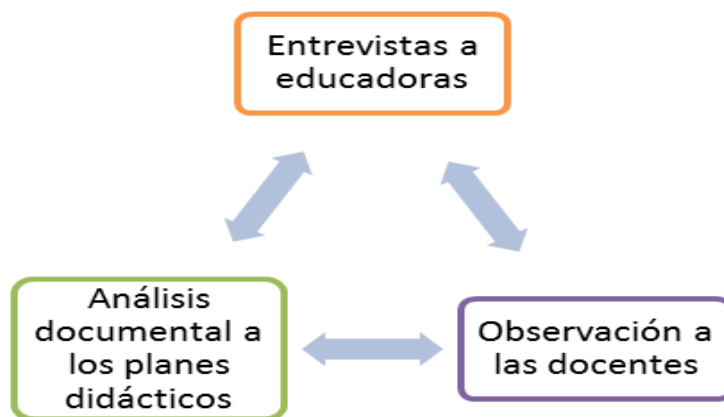 Entrevistas a
educadoras
Análisis
documental a
los planes
didácticos
Observación a
las docentes